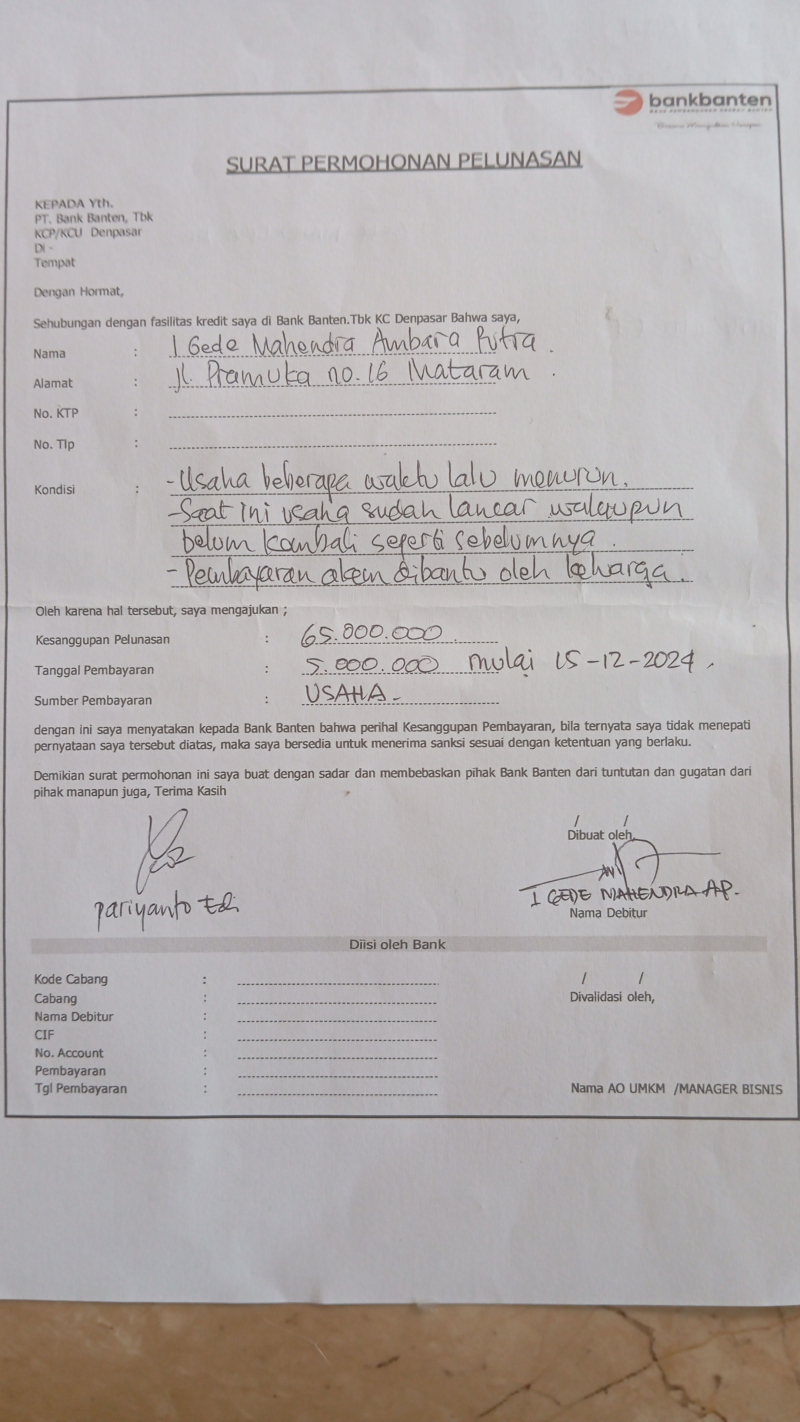 bankbanten
SURAT PERMOHONAN PELUNASAN
KEPADA Yth.
PT. Bank Banten, Tbk
KCP/KCU Denpasar
Di -
Tempat
Dengan Hormat,
Sehubungan dengan fasilitas kredit saya di Bank Banten.Tbk KC Denpasar Bahwa saya,
Nama : I Gede Mahendra Ambara Putra.
Alamat : Jl. Pramuka no.16 Mataram.
No. KTP :
No. Tlp :
Kondisi : - Usaha beberapa waktu lalu menurun.
- Saat ini usaha sudah lancar walaupun
belum kembali seperti sebelumnya.
- Pembayaran akan dibantu oleh keluarga.
Oleh karena hal tersebut, saya mengajukan ;
Kesanggupan Pelunasan : 65.000.000
Tanggal Pembayaran : 5.000.000 mulai 15-12-2024.
Sumber Pembayaran : USAHA -
dengan ini saya menyatakan kepada Bank Banten bahwa perihal Kesanggupan Pembayaran, bila ternyata saya tidak menepati
pernyataan saya tersebut diatas, maka saya bersedia untuk menerima sanksi sesuai dengan ketentuan yang berlaku.
Demikian surat permohonan ini saya buat dengan sadar dan membebaskan pihak Bank Banten dari tuntutan dan gugatan dari
pihak manapun juga, Terima Kasih
/ /
Dibuat oleh,
pariyanto Edi
I GEDE MAHENDRA AP.
Nama Debitur
Diisi oleh Bank
Kode Cabang :
Cabang :
Nama Debitur :
CIF :
No. Account :
Pembayaran :
Tgl Pembayaran :
/ /
Divalidasi oleh,
Nama AO UMKM /MANAGER BISNIS